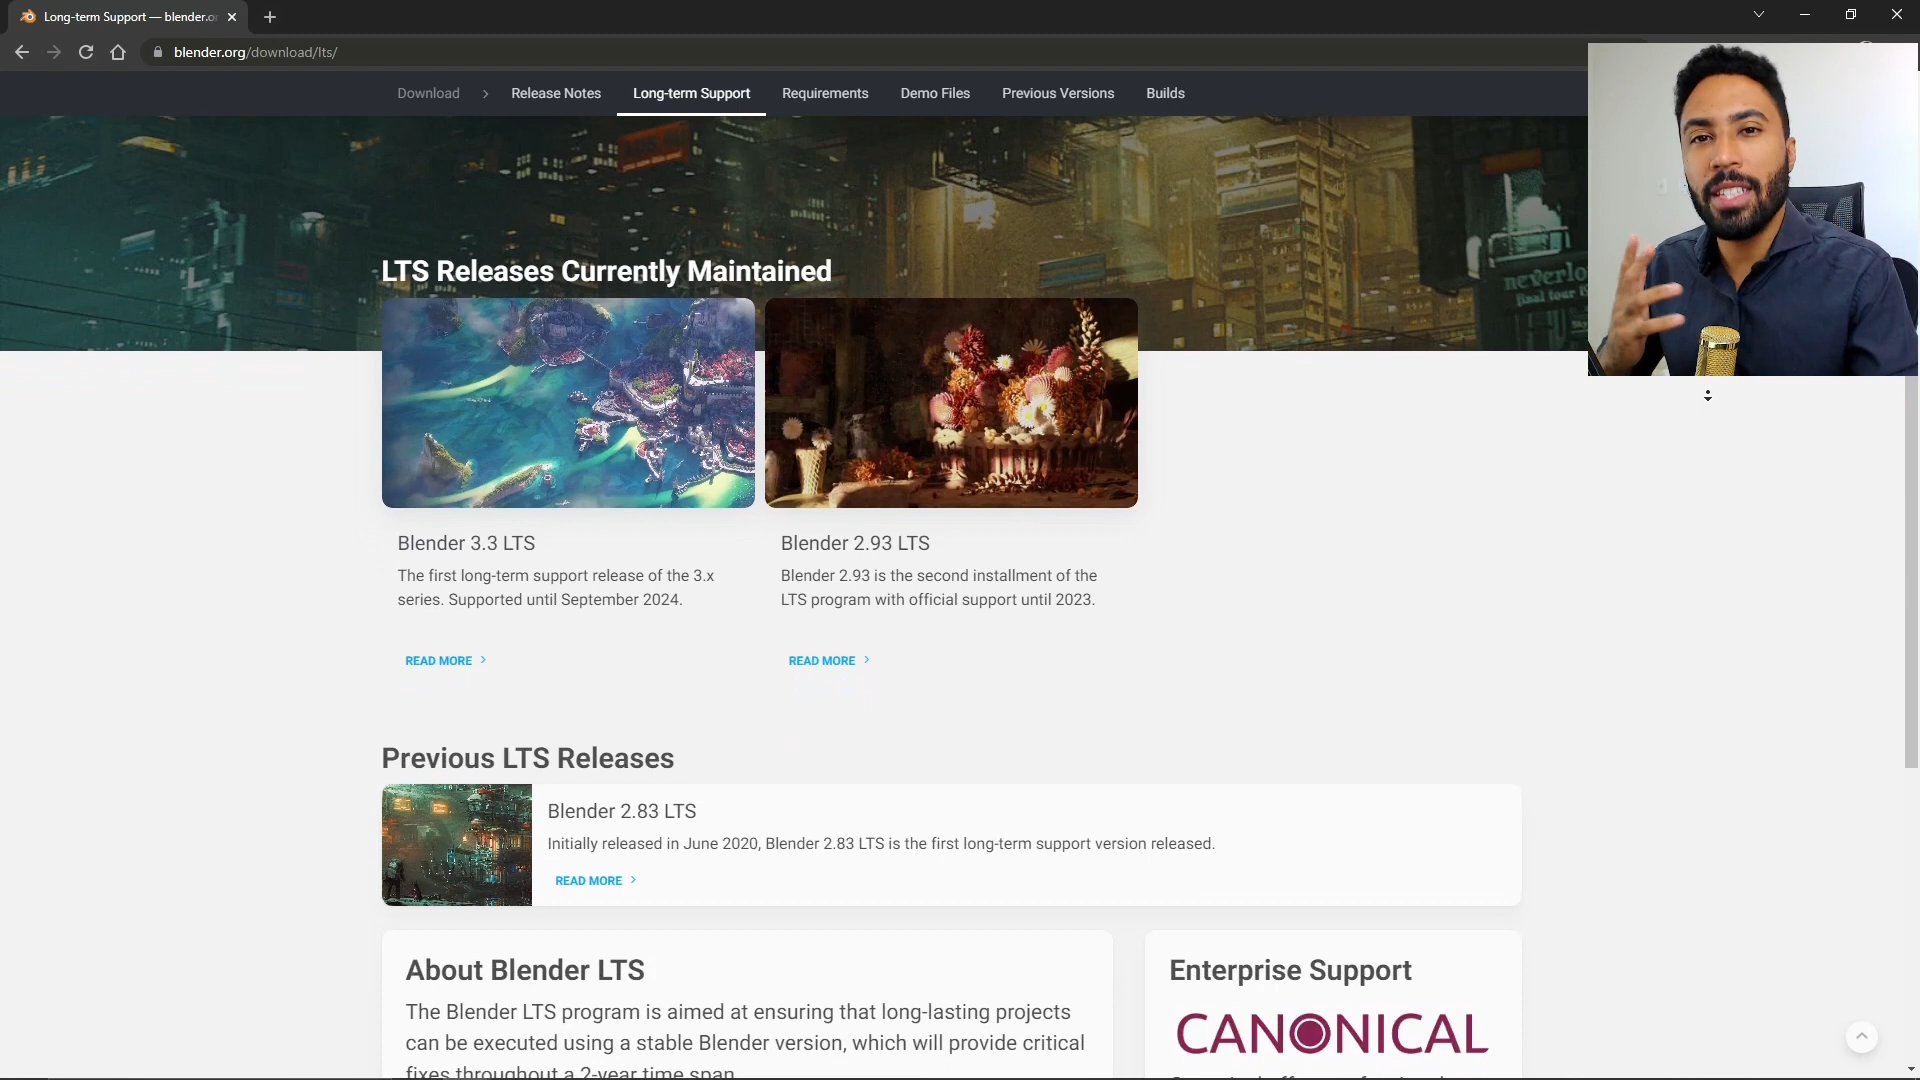 Long-term Support — blender.or
blender.org/download/lts/
Download
Release Notes
Long-term Support
Requirements
Demo Files
Previous Versions
Builds
LTS Releases Currently Maintained
Blender 3.3 LTS
The first long-term support release of the 3.x
series. Supported until September 2024.
READ MORE
Blender 2.93 LTS
Blender 2.93 is the second installment of the
LTS program with official support until 2023.
READ MORE
Previous LTS Releases
Blender 2.83 LTS
Initially released in June 2020, Blender 2.83 LTS is the first long-term support version released.
READ MORE
About Blender LTS
The Blender LTS program is aimed at ensuring that long-lasting projects
can be executed using a stable Blender version, which will provide critical
fixes throughout a 2-year time span.
Enterprise Support
CANONICAL